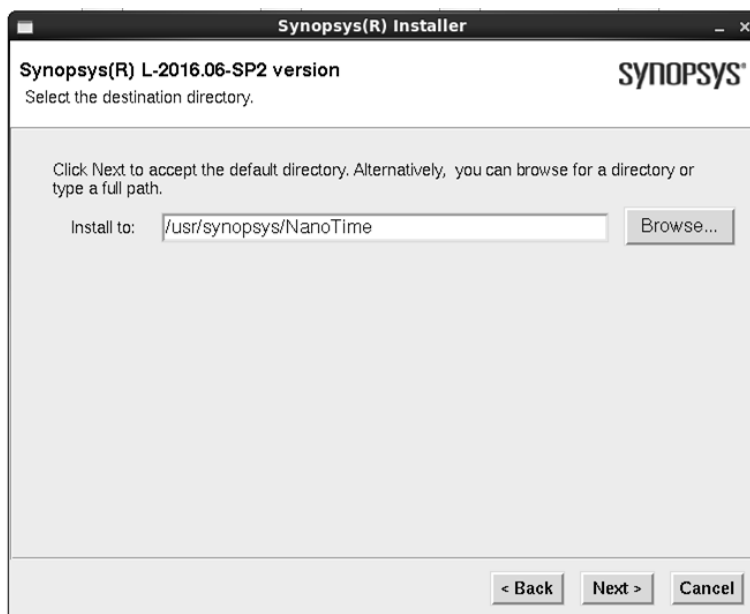 Synopsys(R) Installer
Synopsys(R) L-2016.06-SP2 version
SYNOPSYS®
Select the destination directory.
Click Next to accept the default directory. Alternatively, you can browse for a directory or
type a full path.
Install to: /usr/synopsys/NanoTime Browse...
< Back Next > Cancel